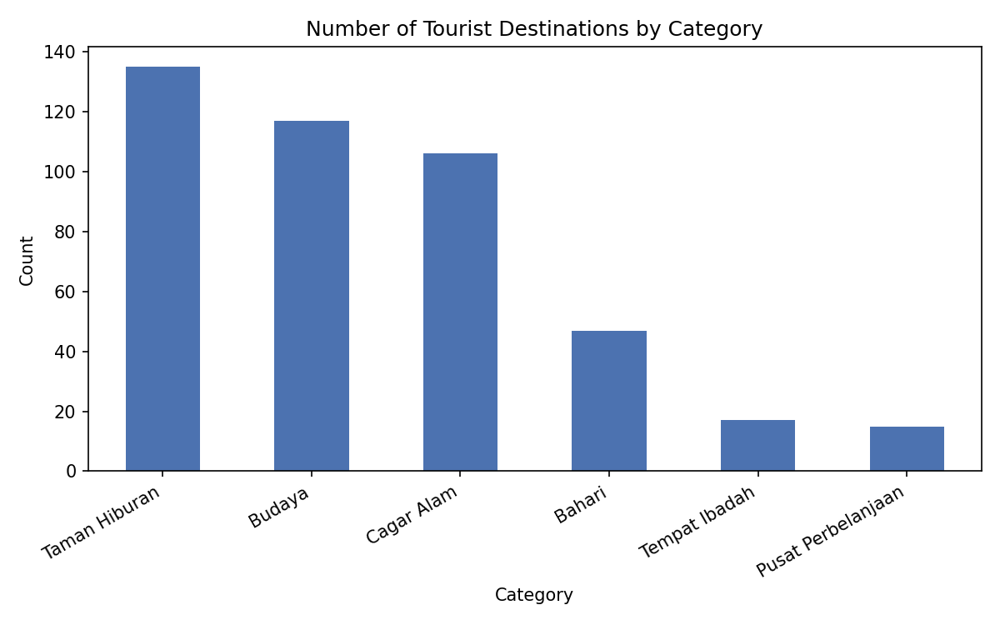 Number of Tourist Destinations by Category
140
120
100
80
60
40
20
0
Count
Taman Hiburan
Budaya
Cagar Alam
Bahari
Tempat Ibadah
Pusat Perbelanjaan
Category